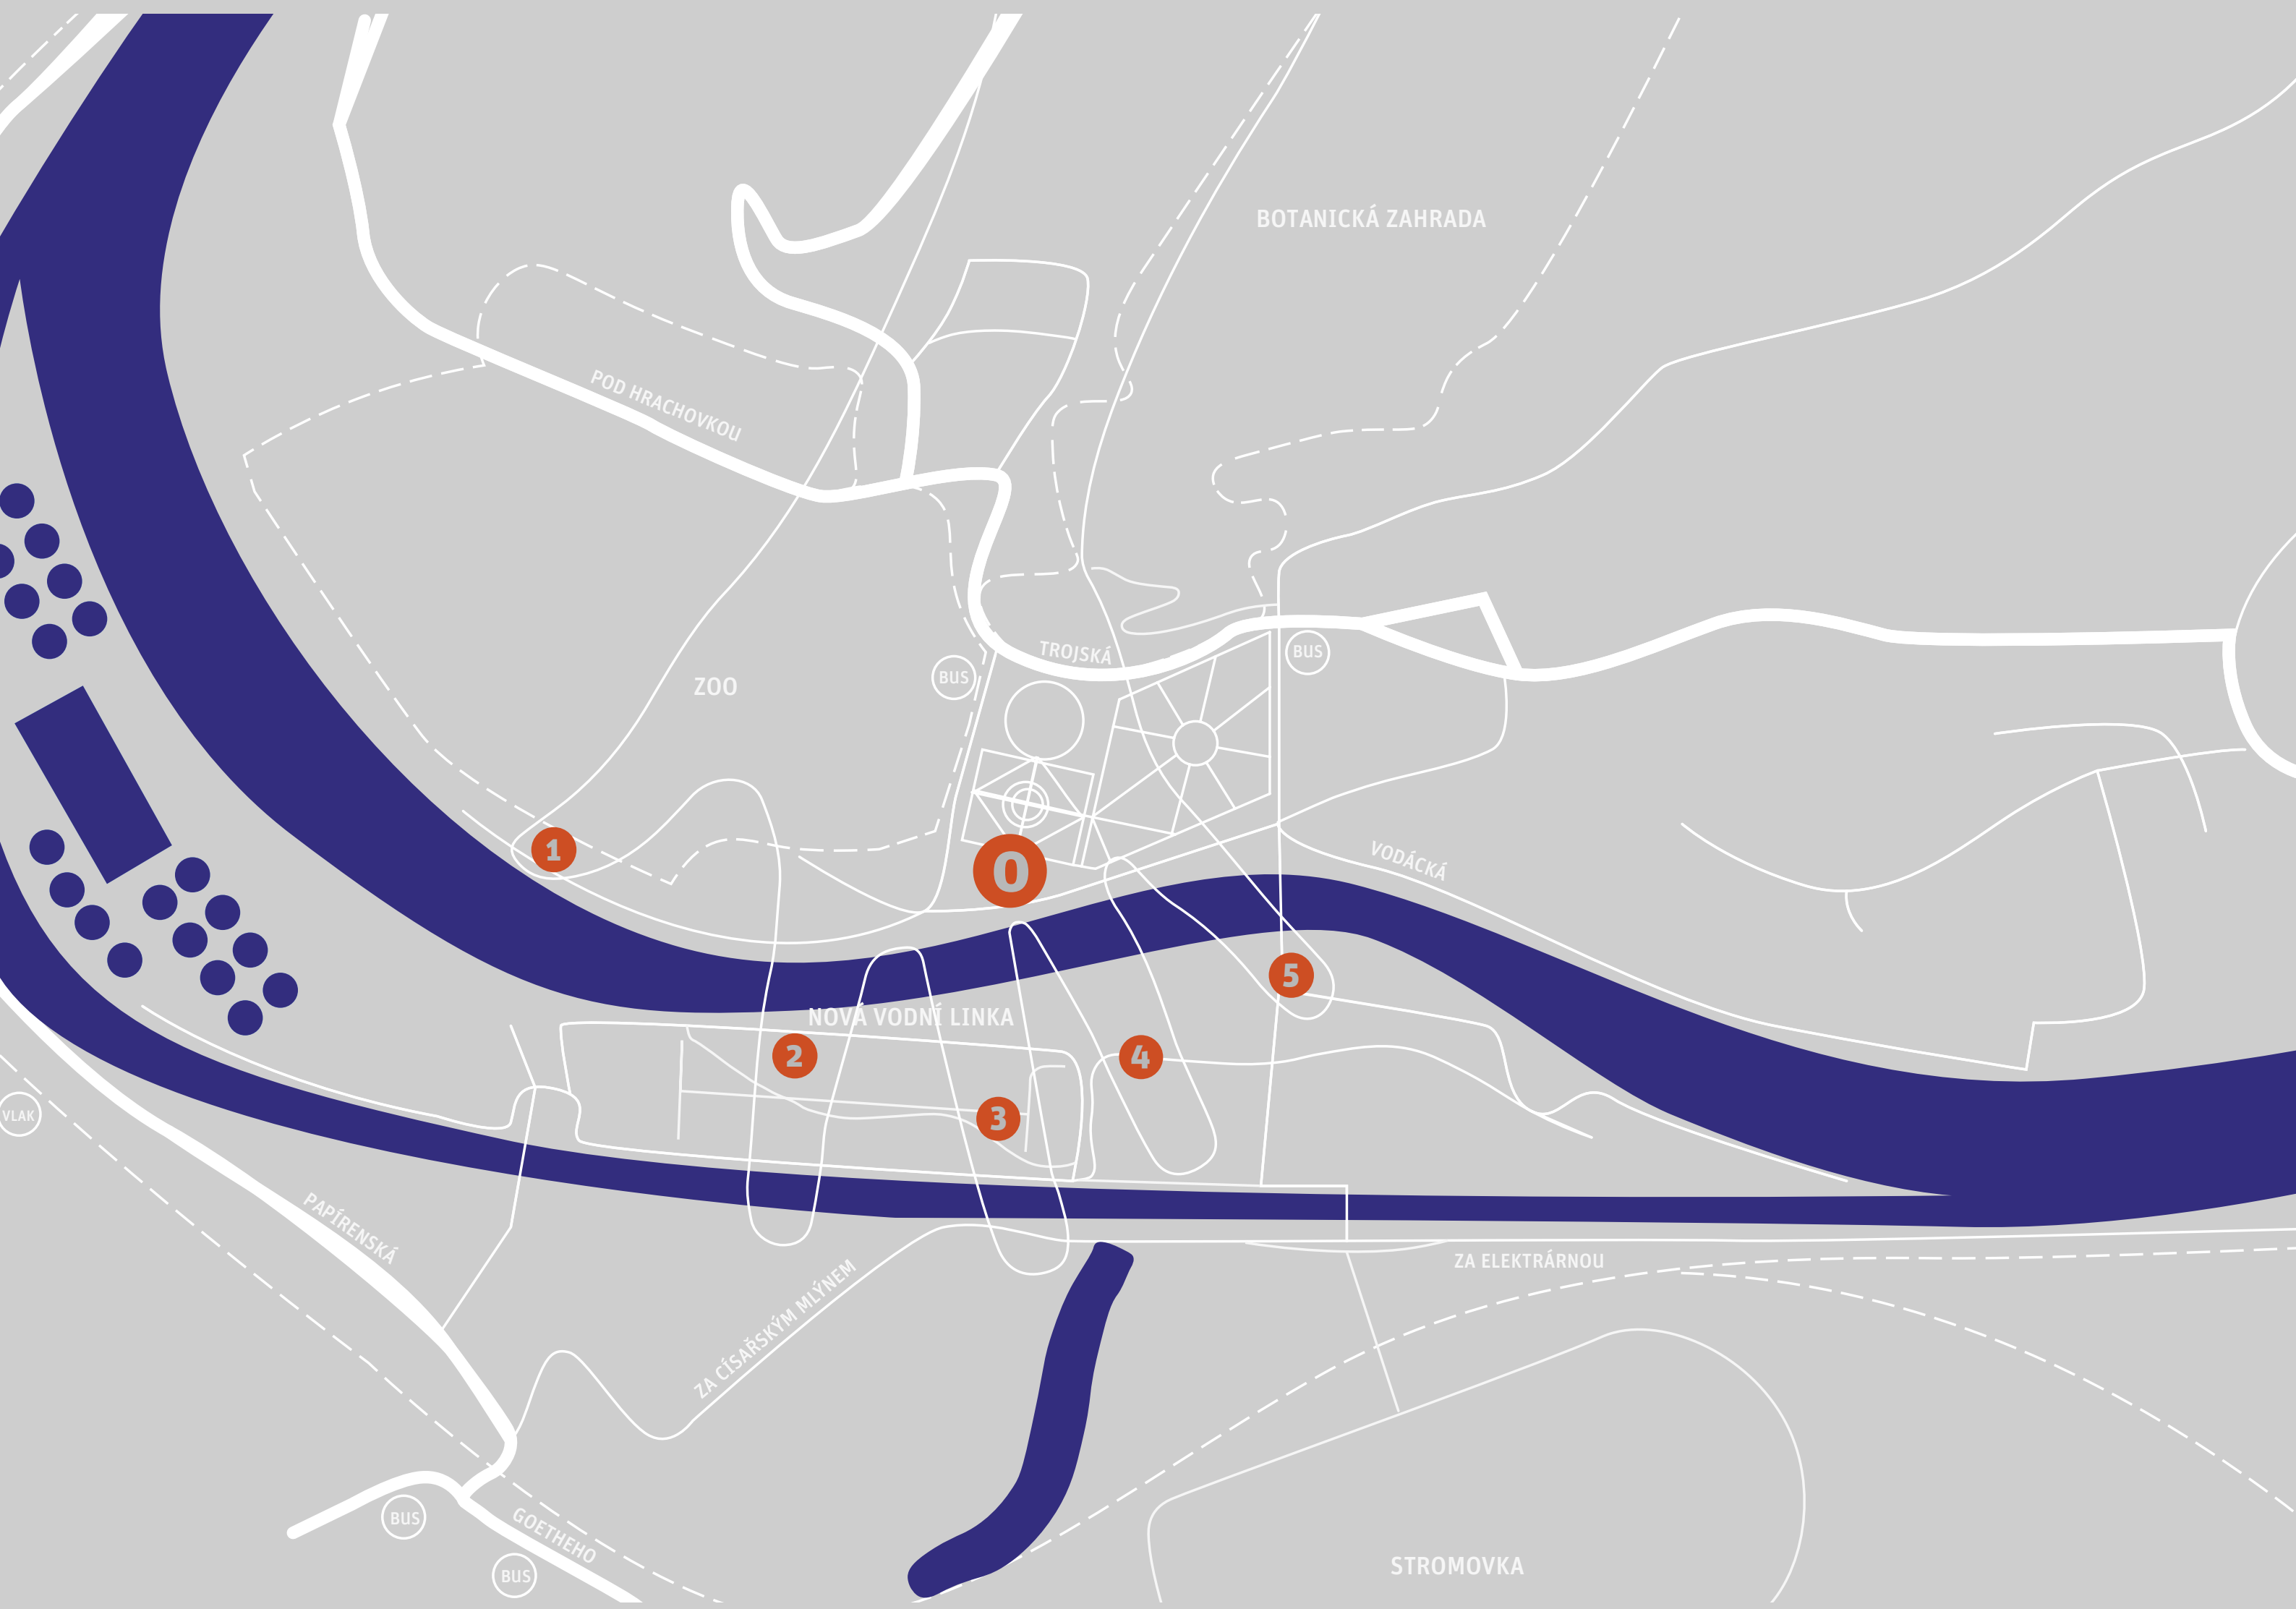 BOTANICKÁ ZAHRADA
POD HRACHOVKOU
TROJSKÁ
BUS
BUS
ZOO
1
0
VODÁCKÁ
5
NOVÁ VODNÍ LINKA
2
4
3
VLAK
PAPÍRENSKÁ
ZA CÍSAŘSKÝM MLÝNEM
ZA ELEKTRÁRNOU
BUS
GOETHEHO
BUS
STROMOVKA